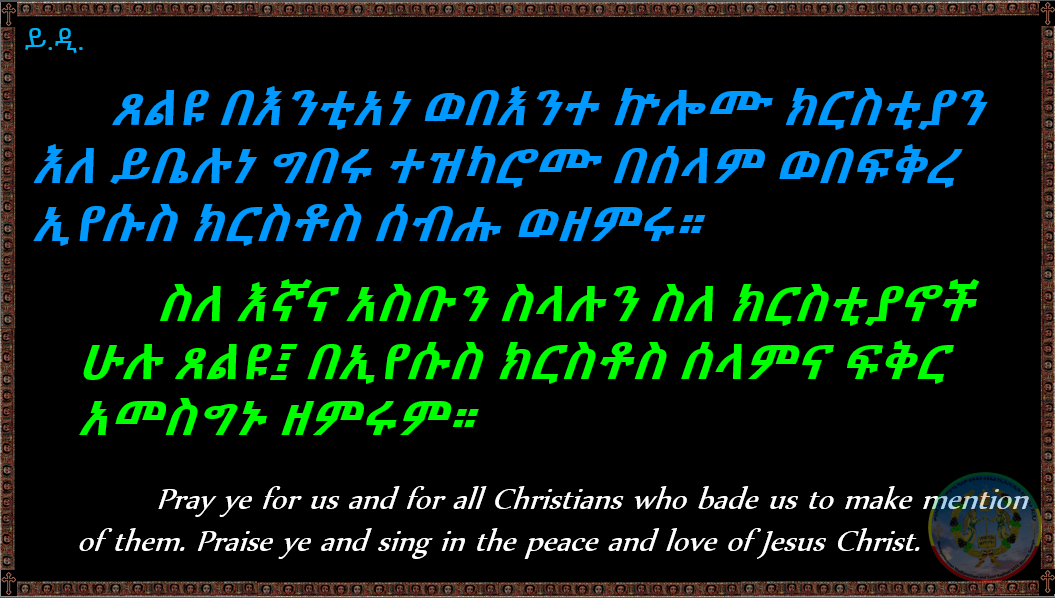 ይ.ዲ.
ጸልዩ በእንቲአነ ወበእንተ ኵሎሙ ክርስቲያን
እለ ይቤሉነ ግበሩ ተዝካሮሙ በሰላም ወበፍቅረ
ኢየሱስ ክርስቶስ ሰብሑ ወዘምሩ።
ስለ እኛና አስቡን ስላሉን ስለ ክርስቲያኖች
ሁሉ ጸልዩ፤ በኢየሱስ ክርስቶስ ሰላምና ፍቅር
አመስግኑ ዘምሩም።
Pray ye for us and for all Christians who bade us to make mention
of them. Praise ye and sing in the peace and love of Jesus Christ.